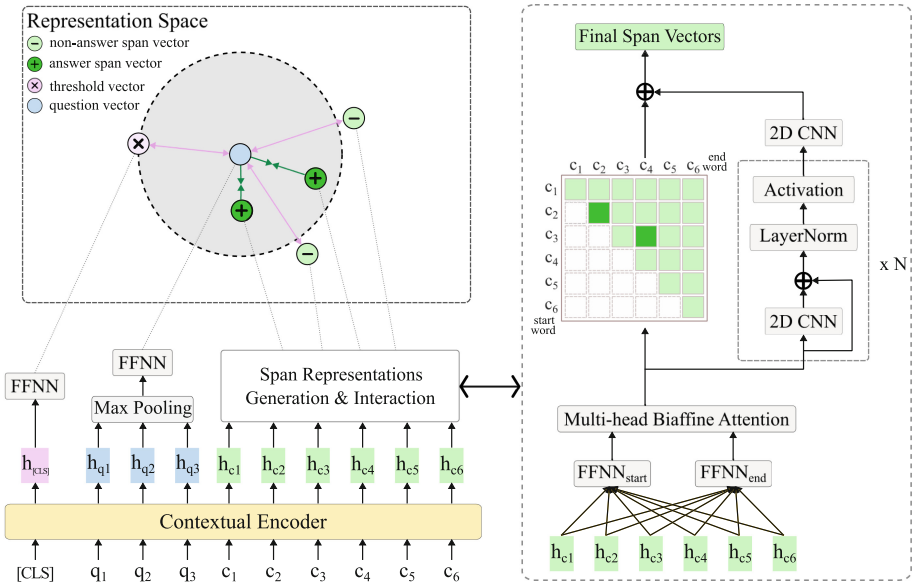 Representation Space
non-answer span vector
answer span vector
threshold vector
question vector
FFNN
FFNN
Max Pooling
Span Representations
Generation & Interaction
h[CLS] hq1 hq2 hq3 hc1 hc2 hc3 hc4 hc5 hc6
Contextual Encoder
[CLS] q1 q2 q3 c1 c2 c3 c4 c5 c6
Final Span Vectors
2D CNN
Activation
LayerNorm
2D CNN
x N
c1 c2 c3 c4 c5 c6 end
word
c1
c2
c3
c4
c5
c6
start
word
Multi-head Biaffine Attention
FFNNstart FFNNend
hc1 hc2 hc3 hc4 hc5 hc6